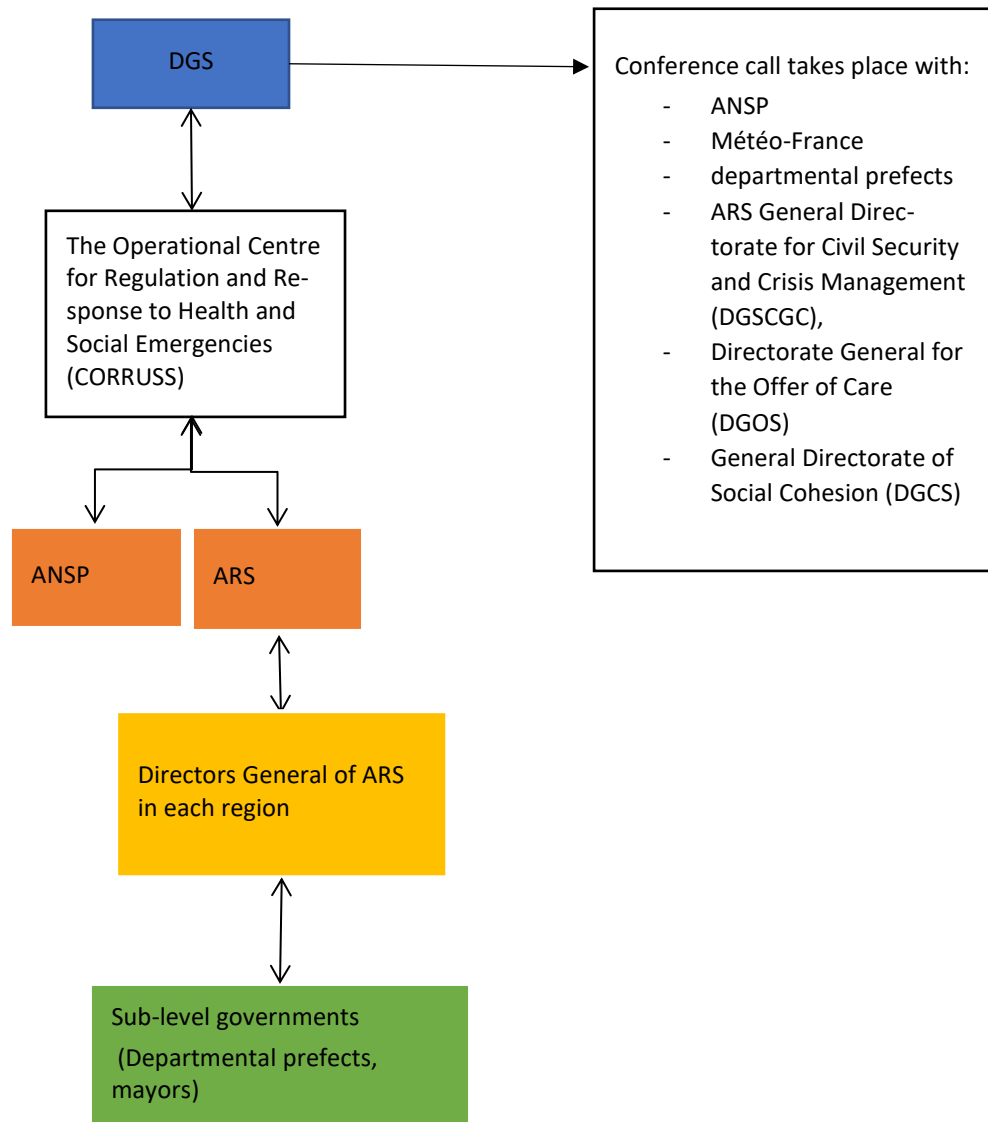 DGS
Conference call takes place with:
- ANSP
- Météo-France
- departmental prefects
- ARS General Direc-
torate for Civil Security
and Crisis Management
(DGSCGC),
- Directorate General for
the Offer of Care
(DGOS)
- General Directorate of
Social Cohesion (DGCS)
The Operational Centre
for Regulation and Re-
sponse to Health and
Social Emergencies
(CORRUSS)
ANSP
ARS
Directors General of ARS
in each region
Sub-level governments
(Departmental prefects,
mayors)